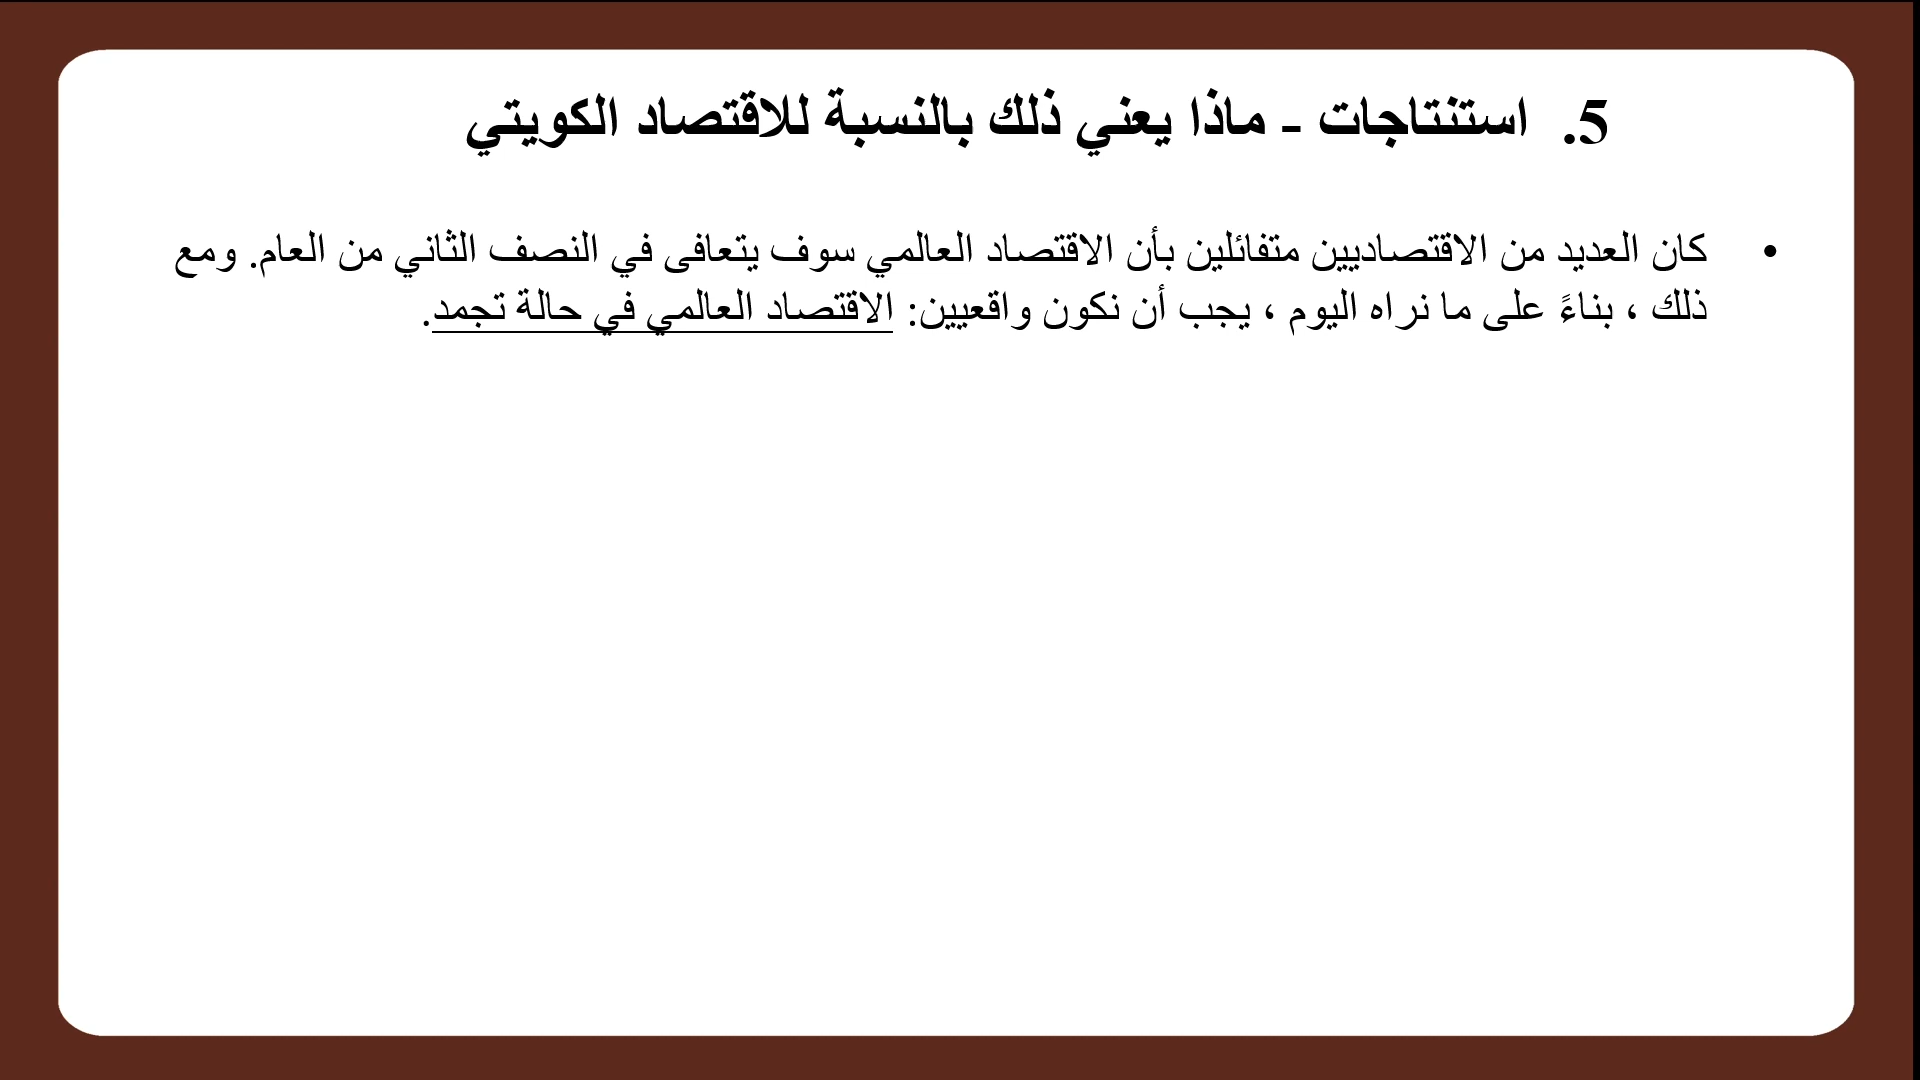 5. استنتاجات - ماذا يعني ذلك بالنسبة للاقتصاد الكويتي
• كان العديد من الاقتصاديين متفائلين بأن الاقتصاد العالمي سوف يتعافى في النصف الثاني من العام. ومع
ذلك ، بناءً على ما نراه اليوم ، يجب أن نكون واقعيين: الاقتصاد العالمي في حالة تجمد.